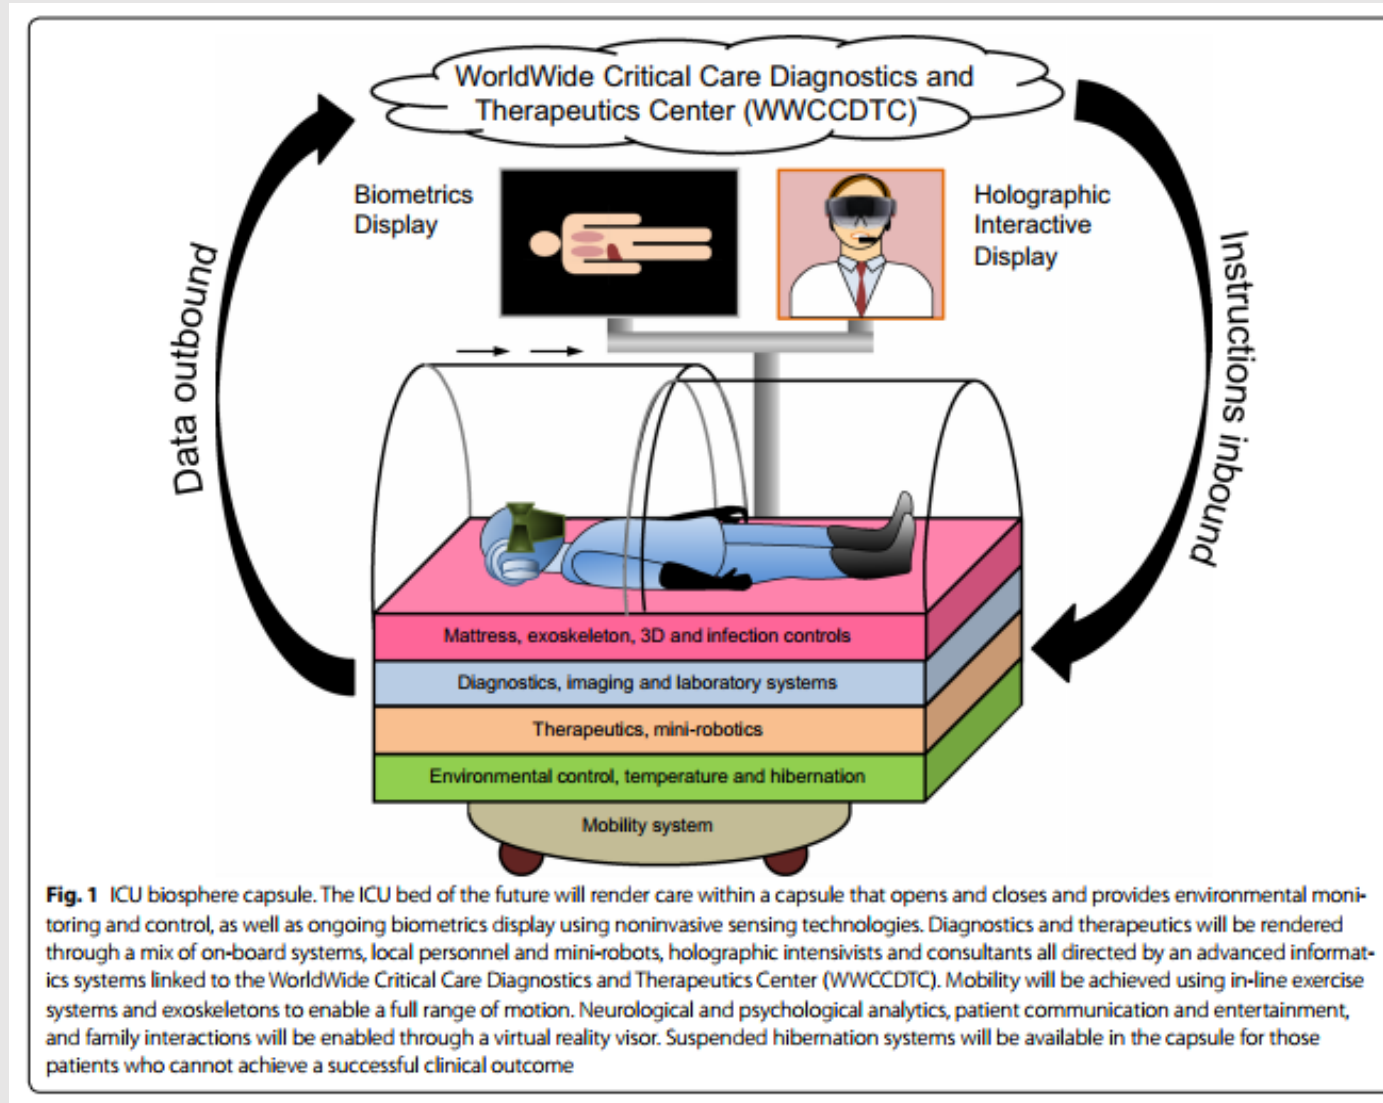 WorldWide Critical Care Diagnostics and
Therapeutics Center (WWCCDTC)
Biometrics
Display
Holographic
Interactive
Display
Data outbound
Instructions inbound
Mattress, exoskeleton, 3D and infection controls
Diagnostics, imaging and laboratory systems
Therapeutics, mini-robotics
Environmental control, temperature and hibernation
Mobility system
Fig. 1 ICU biosphere capsule. The ICU bed of the future will render care within a capsule that opens and closes and provides environmental moni-
toring and control, as well as ongoing biometrics display using noninvasive sensing technologies. Diagnostics and therapeutics will be rendered
through a mix of on-board systems, local personnel and mini-robots, holographic intensivists and consultants all directed by an advanced informat-
ics systems linked to the WorldWide Critical Care Diagnostics and Therapeutics Center (WWCCDTC). Mobility will be achieved using in-line exercise
systems and exoskeletons to enable a full range of motion. Neurological and psychological analytics, patient communication and entertainment,
and family interactions will be enabled through a virtual reality visor. Suspended hibernation systems will be available in the capsule for those
patients who cannot achieve a successful clinical outcome